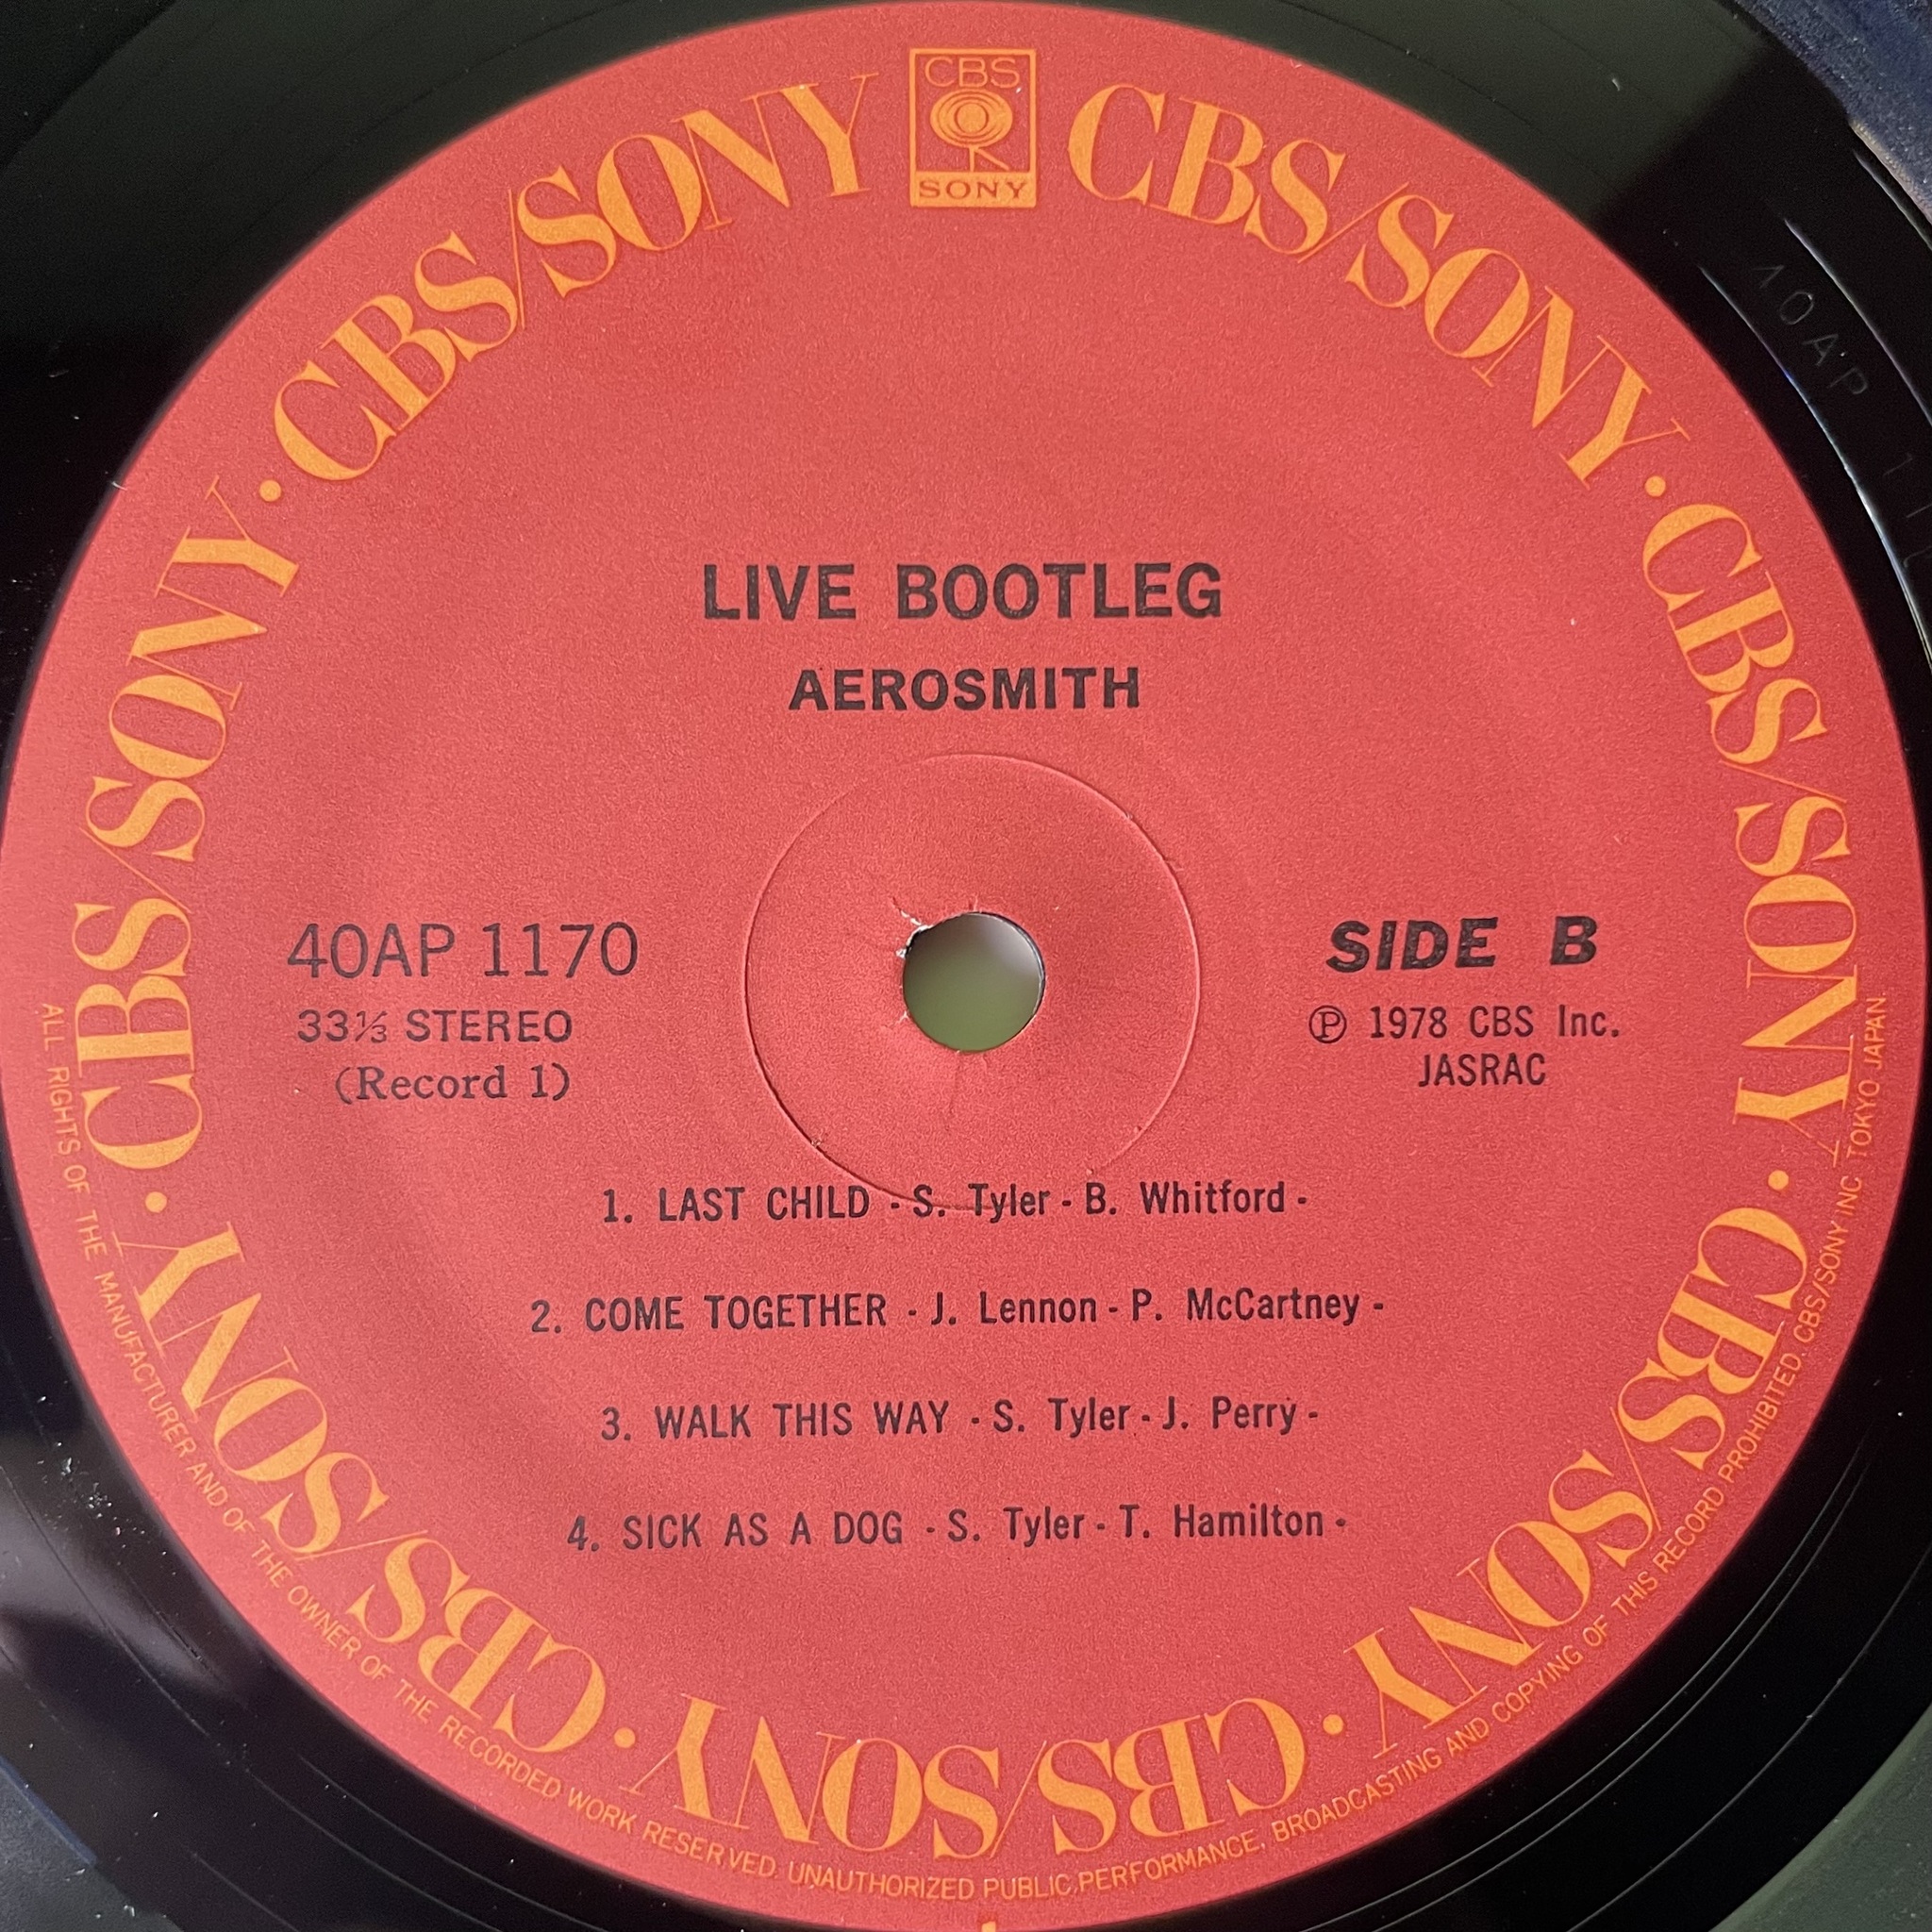 CBS
SONY
CBS/SONY · CBS/SONY · CBS/SONY · CBS/SONY · CBS/SONY · CBS/SONY · CBS/SONY · CBS/SONY · CBS/SONY
LIVE BOOTLEG
AEROSMITH
40AP 1170
33⅓ STEREO
(Record 1)
SIDE B
℗ 1978 CBS Inc.
JASRAC
1. LAST CHILD - S. Tyler - B. Whitford -
2. COME TOGETHER - J. Lennon - P. McCartney -
3. WALK THIS WAY - S. Tyler - J. Perry -
4. SICK AS A DOG - S. Tyler - T. Hamilton -
ALL RIGHTS OF THE MANUFACTURER AND OF THE OWNER OF THE RECORDED WORK RESERVED. UNAUTHORIZED PUBLIC PERFORMANCE, BROADCASTING AND COPYING OF THIS RECORD PROHIBITED. CBS/SONY INC. TOKYO JAPAN.
40AP